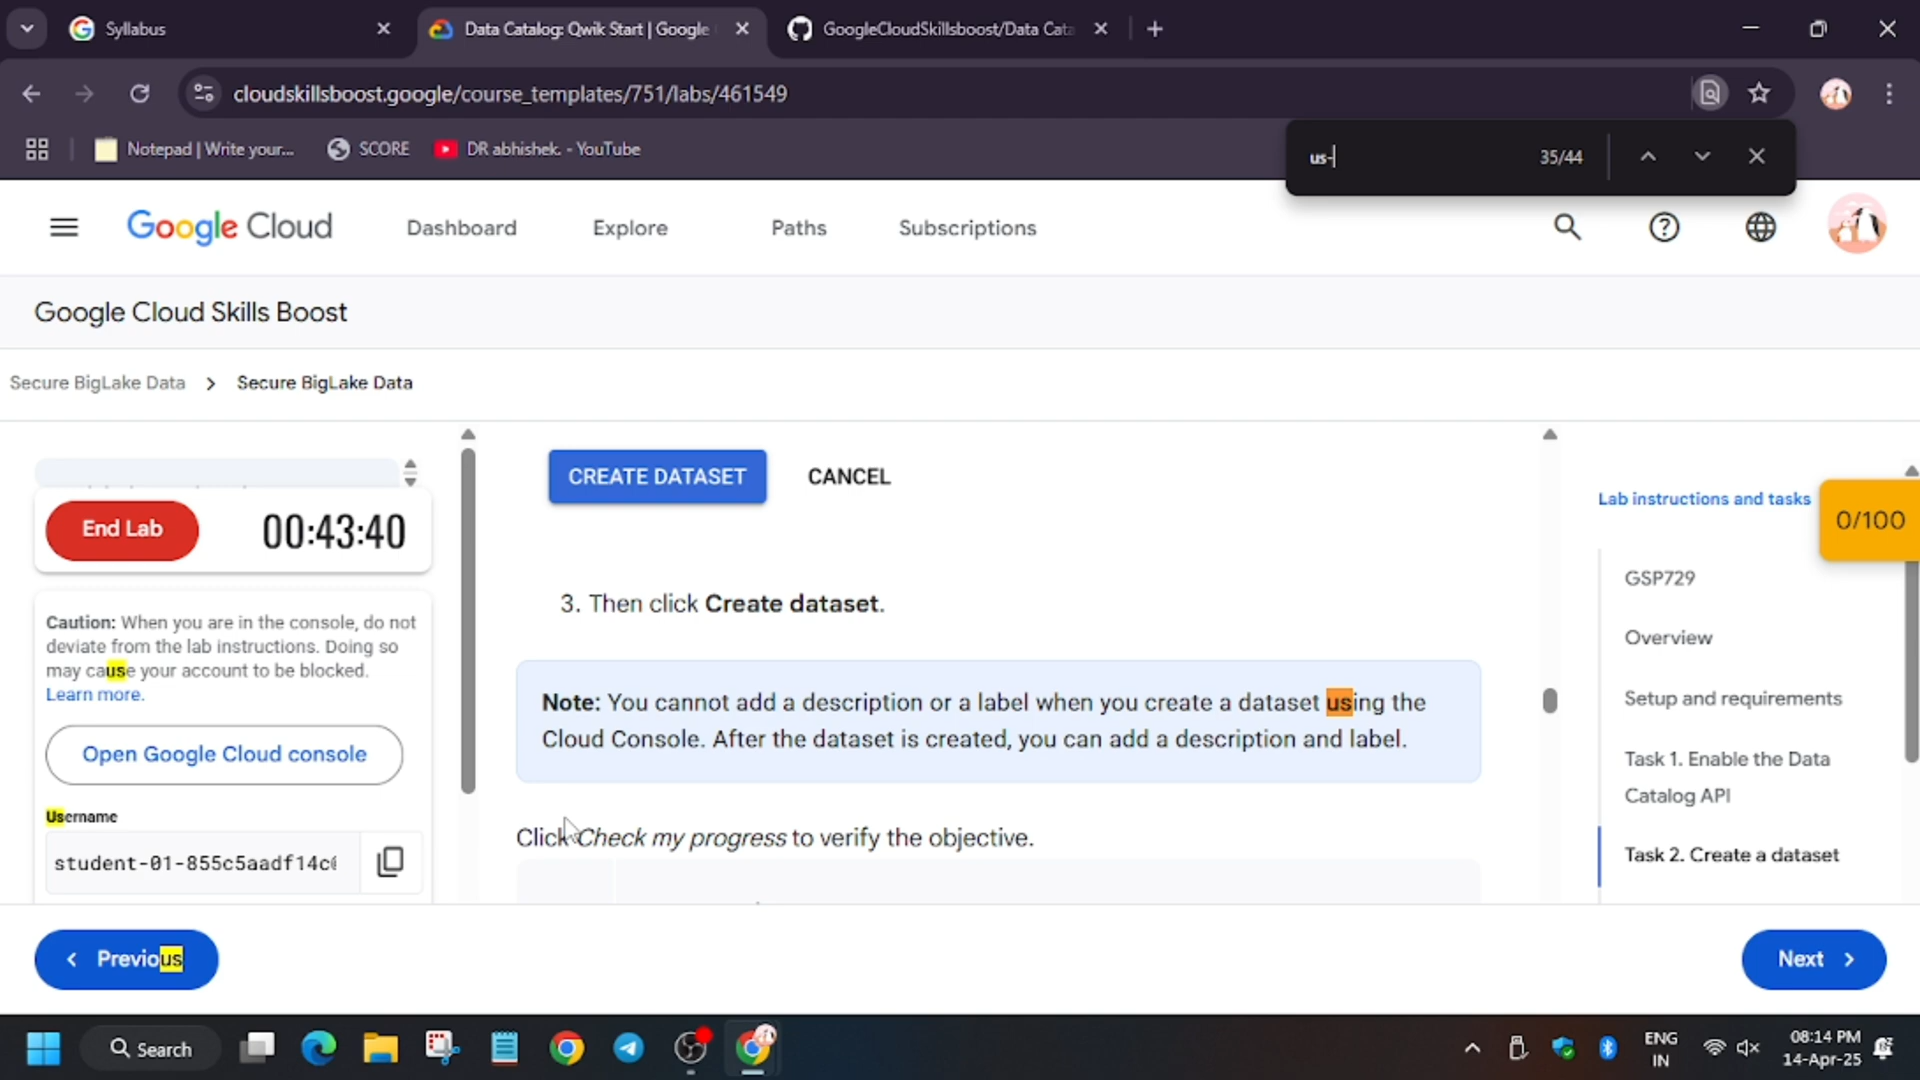 Syllabus
Data Catalog: Qwik Start | Google
GoogleCloudSkillsboost/Data Cata
cloudskillsboost.google/course_templates/751/labs/461549
Notepad | Write your...
SCORE
DR abhishek. - YouTube
us-
35/44
Google Cloud
Dashboard
Explore
Paths
Subscriptions
Google Cloud Skills Boost
Secure BigLake Data > Secure BigLake Data
End Lab
00:43:40
Caution: When you are in the console, do not
deviate from the lab instructions. Doing so
may cause your account to be blocked.
Learn more.
Open Google Cloud console
Username
student-01-855c5aadf14c
CREATE DATASET
CANCEL
3. Then click Create dataset.
Note: You cannot add a description or a label when you create a dataset using the
Cloud Console. After the dataset is created, you can add a description and label.
Click Check my progress to verify the objective.
Lab instructions and tasks
0/100
GSP729
Overview
Setup and requirements
Task 1. Enable the Data
Catalog API
Task 2. Create a dataset
Previous
Next
Search
ENG
IN
08:14 PM
14-Apr-25